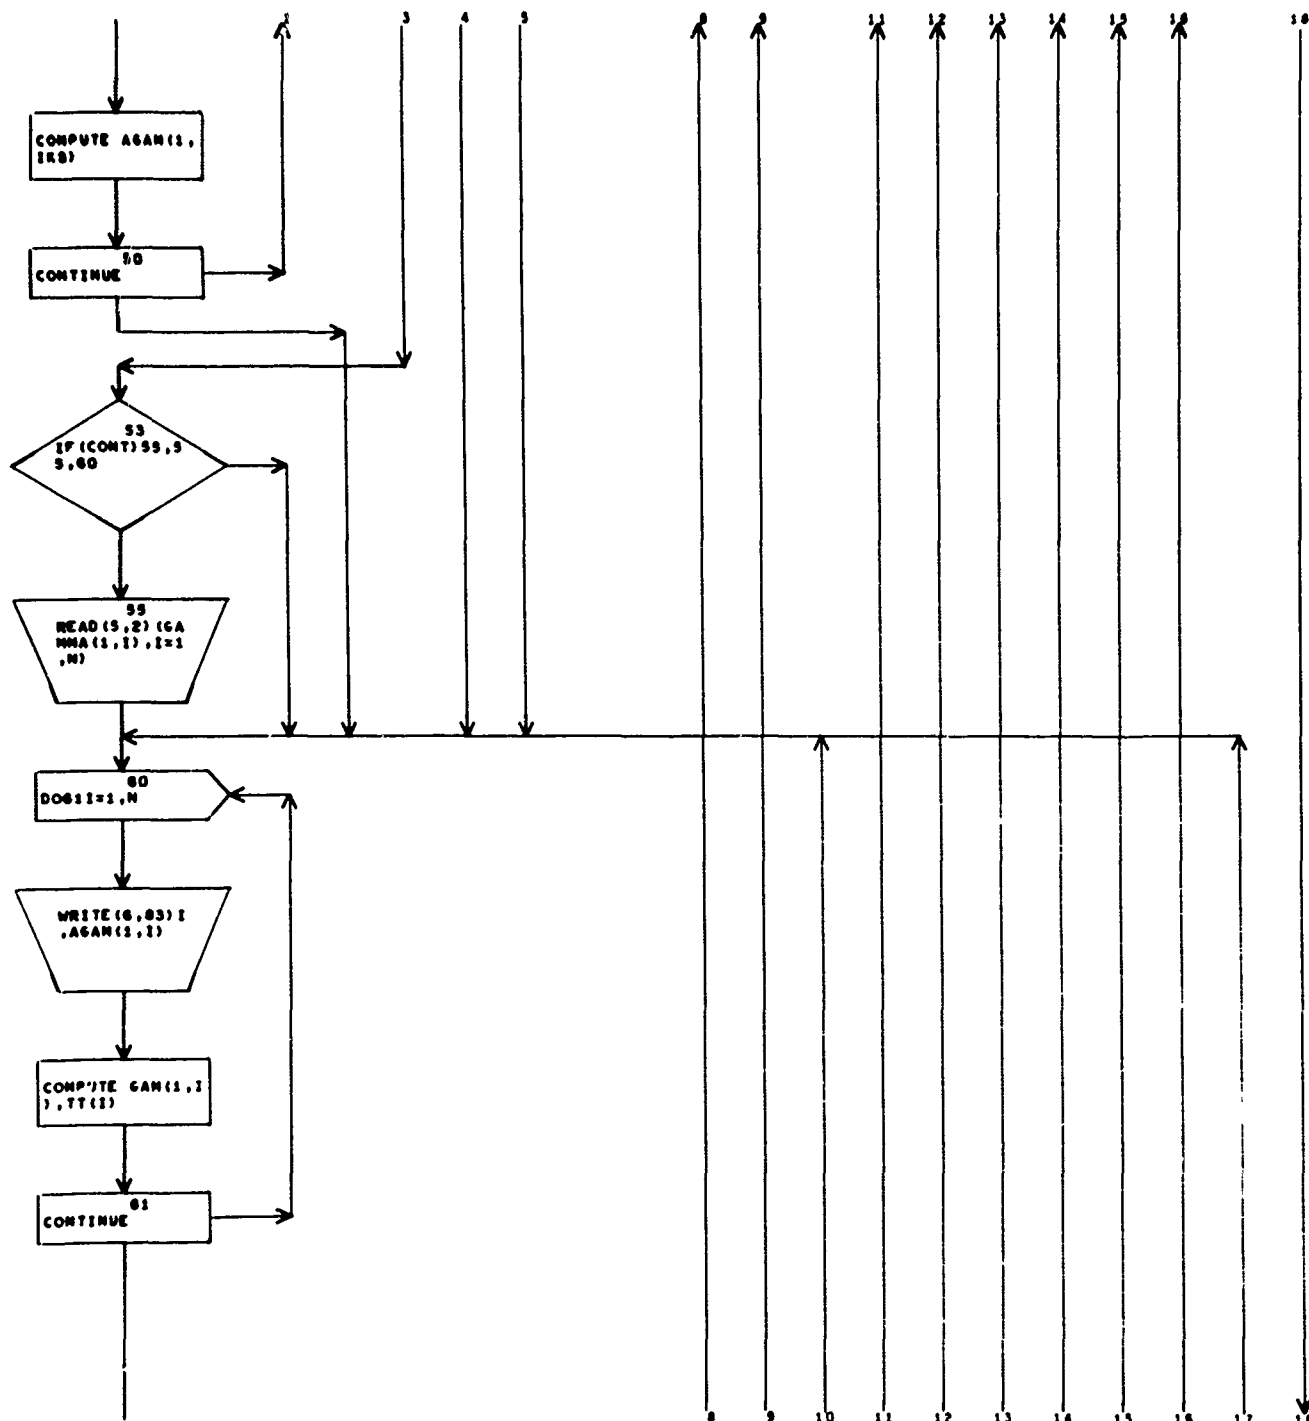 1 3 4 5 8 9 11 12 13 14 15 16 18
COMPUTE AGAM(1,
IKB)
50
CONTINUE
53
IF(CONT)55,5
5,60
55
READ(5,2)(GA
MMA(1,I),I=1
,N)
60
DO61I=1,N
WRITE(6,83)I
,AGAM(1,I)
COMPUTE GAM(1,I
),TT(I)
61
CONTINUE
8 9 10 11 12 13 14 15 16 17